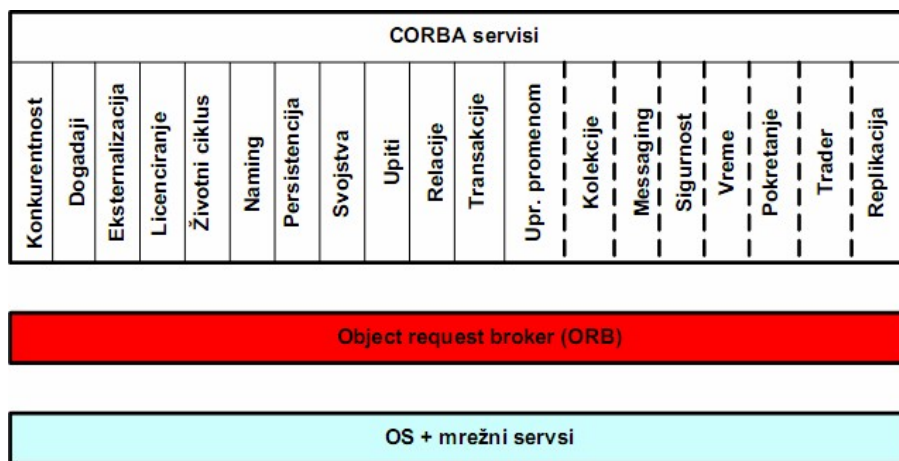 CORBA servisi
Konkurentnost
Događaji
Eksternalizacija
Licenciranje
Životni ciklus
Naming
Persistencija
Svojstva
Upiti
Relacije
Transakcije
Upr. promenom
Kolekcije
Messaging
Sigurnost
Vreme
Pokretanje
Trader
Replikacija
Object request broker (ORB)
OS + mrežni servsi